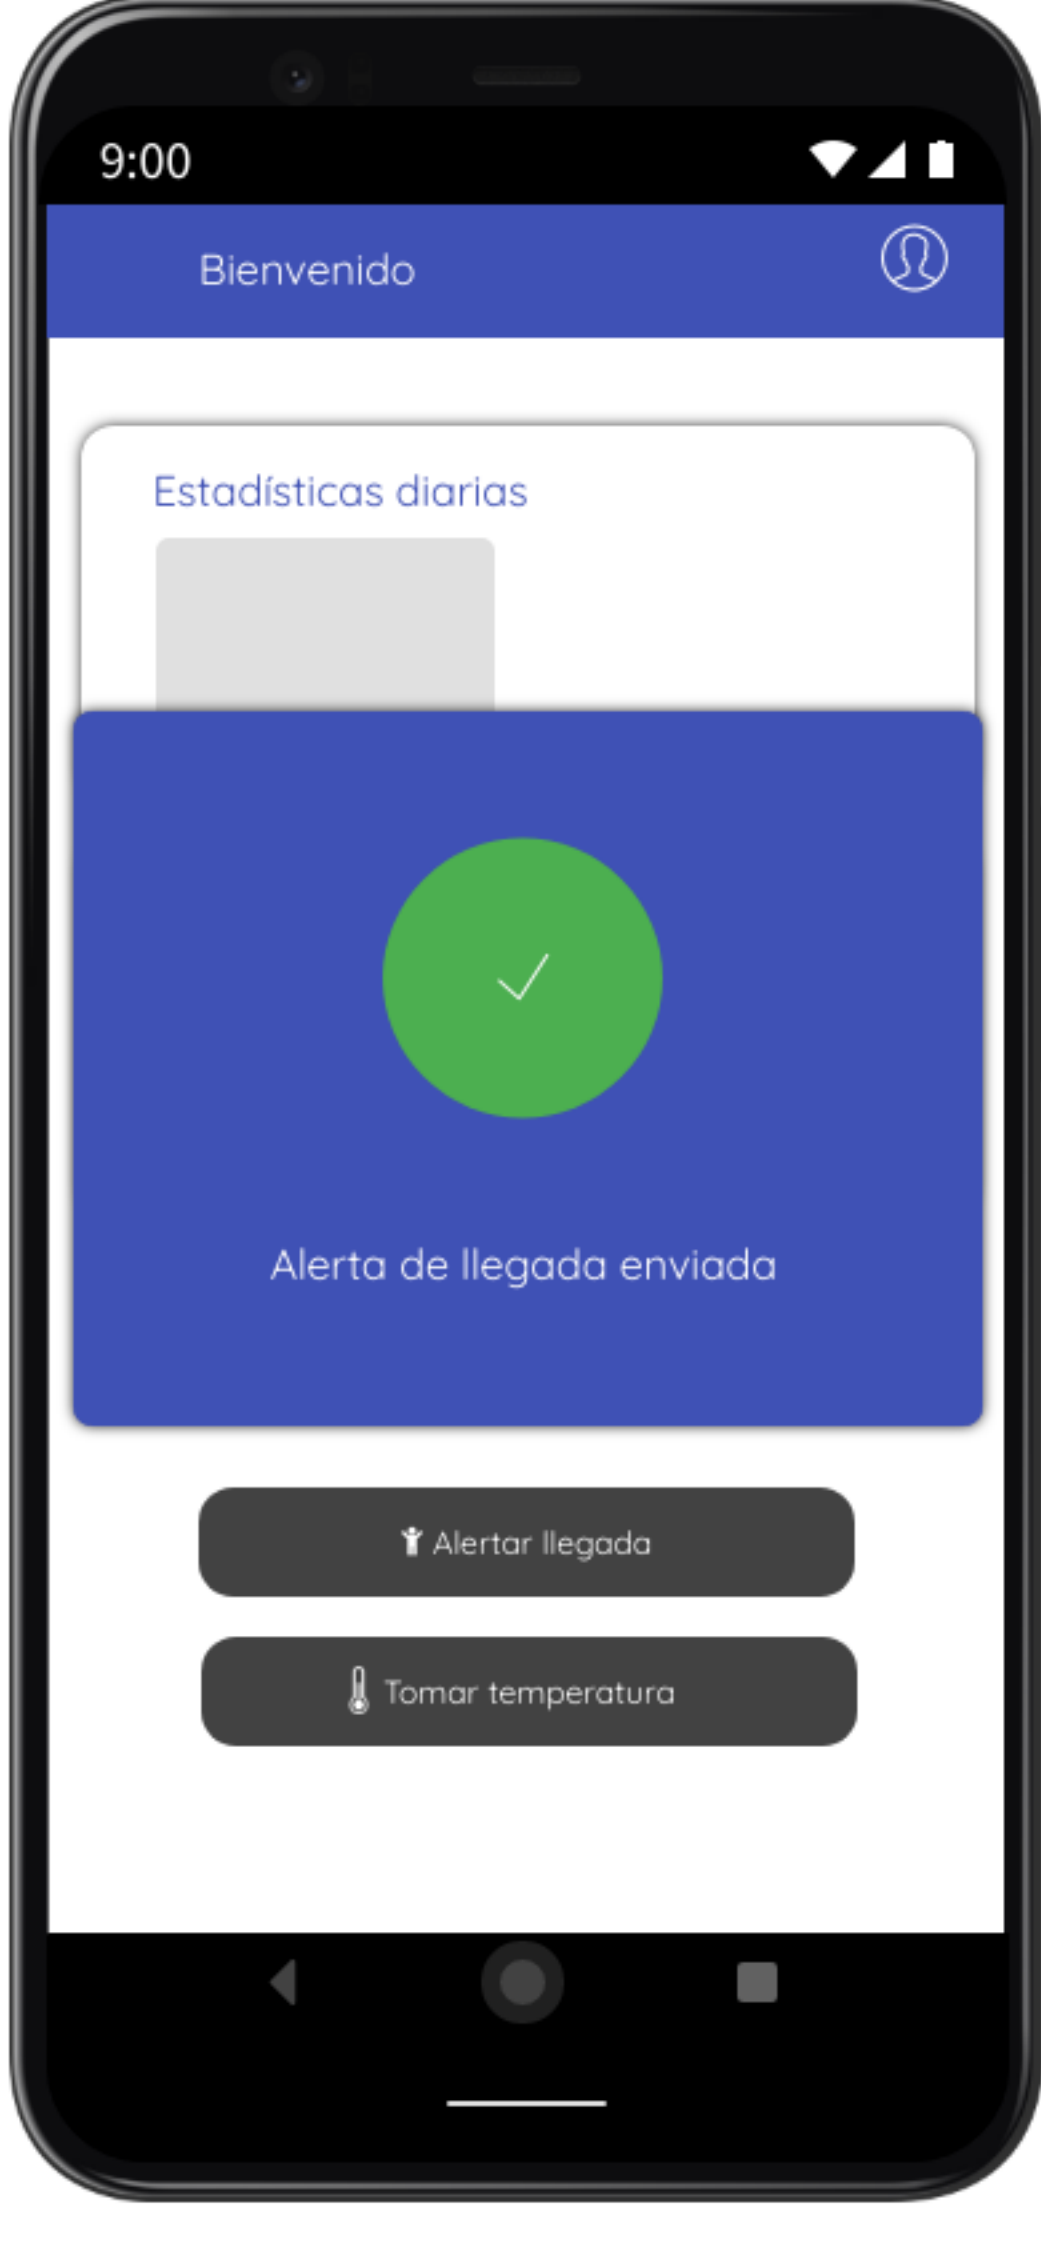 9:00
Bienvenido
Estadísticas diarias
Alerta de llegada enviada
Alertar llegada
Tomar temperatura